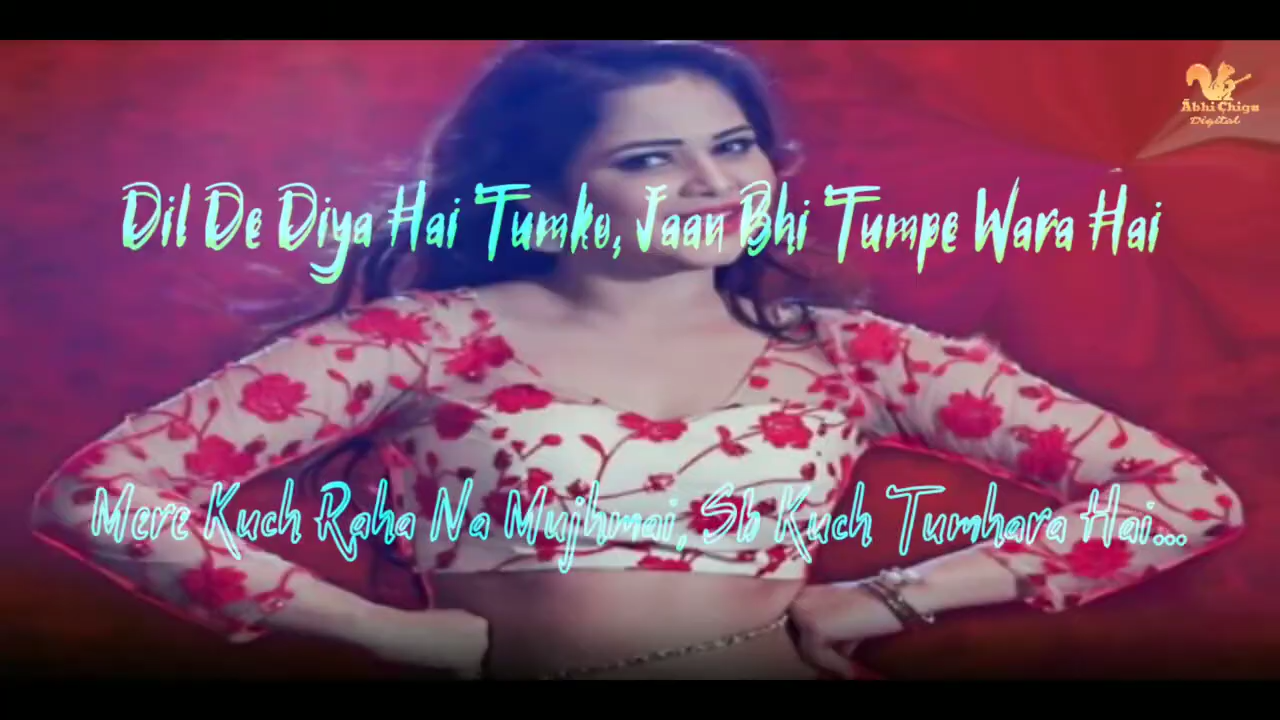 Abhi Chigu
Digital
Dil De Diya Hai Tumko, Jaan Bhi Tumpe Wara Hai
Mere Kuch Raha Na Mujhmai, Sb Kuch Tumhara Hai...